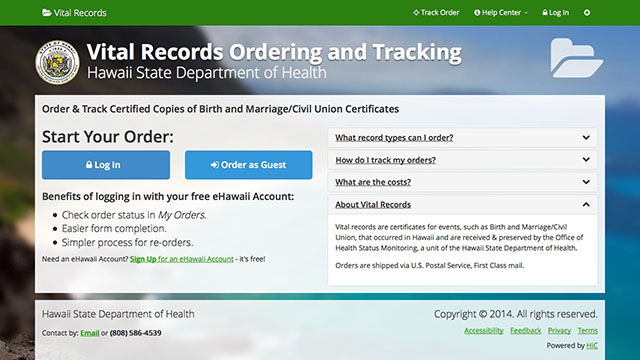 Vital Records
Track Order
Help Center
Log In
Vital Records Ordering and Tracking
Hawaii State Department of Health
Order & Track Certified Copies of Birth and Marriage/Civil Union Certificates
Start Your Order:
Log In
Order as Guest
Benefits of logging in with your free eHawaii Account:
Check order status in My Orders.
Easier form completion.
Simpler process for re-orders.
Need an eHawaii Account? Sign Up for an eHawaii Account - it's free!
What record types can I order?
How do I track my orders?
What are the costs?
About Vital Records
Vital records are certificates for events, such as Birth and Marriage/Civil
Union, that occurred in Hawaii and are received & preserved by the Office of
Health Status Monitoring, a unit of the Hawaii State Department of Health.
Orders are shipped via U.S. Postal Service, First Class mail.
Hawaii State Department of Health
Contact by: Email or (808) 586-4539
Copyright © 2014. All rights reserved.
Accessibility Feedback Privacy Terms
Powered by HiC